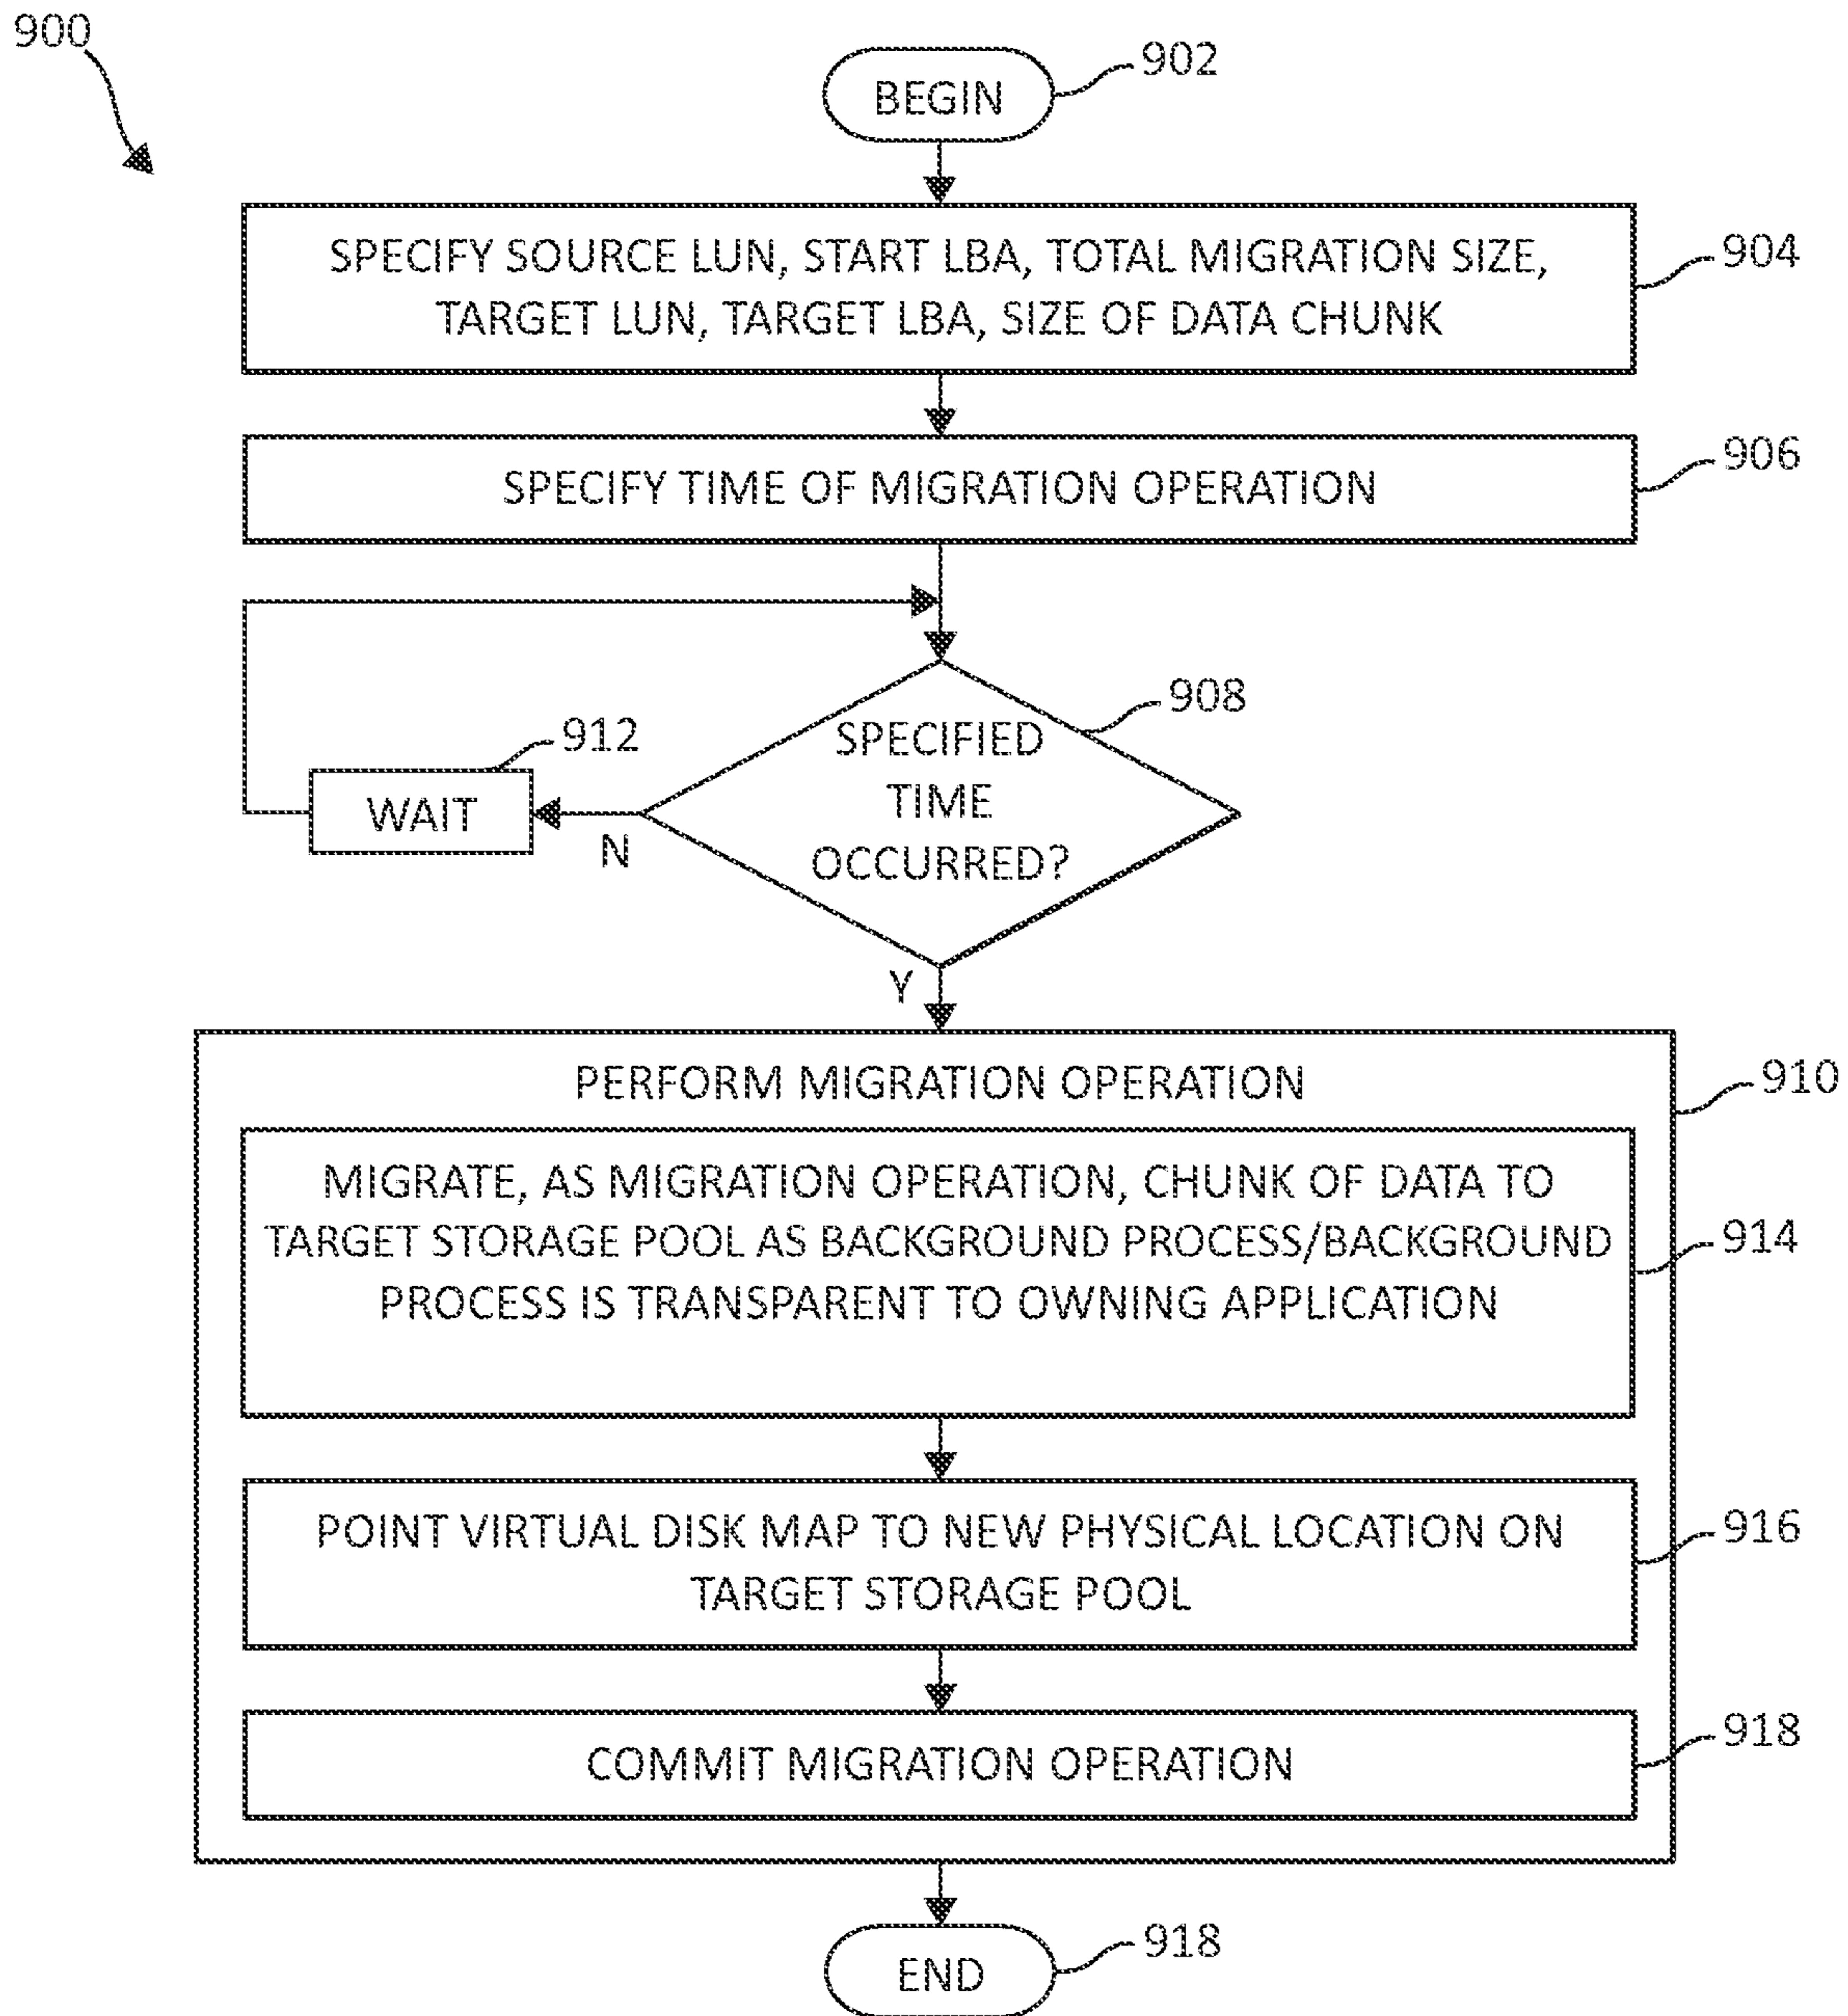 900
BEGIN
902
SPECIFY SOURCE LUN, START LBA, TOTAL MIGRATION SIZE,
TARGET LUN, TARGET LBA, SIZE OF DATA CHUNK
904
SPECIFY TIME OF MIGRATION OPERATION
906
SPECIFIED
TIME
OCCURRED?
908
912
WAIT
N
Y
PERFORM MIGRATION OPERATION
910
MIGRATE, AS MIGRATION OPERATION, CHUNK OF DATA TO
TARGET STORAGE POOL AS BACKGROUND PROCESS/BACKGROUND
PROCESS IS TRANSPARENT TO OWNING APPLICATION
914
POINT VIRTUAL DISK MAP TO NEW PHYSICAL LOCATION ON
TARGET STORAGE POOL
916
COMMIT MIGRATION OPERATION
918
END
918